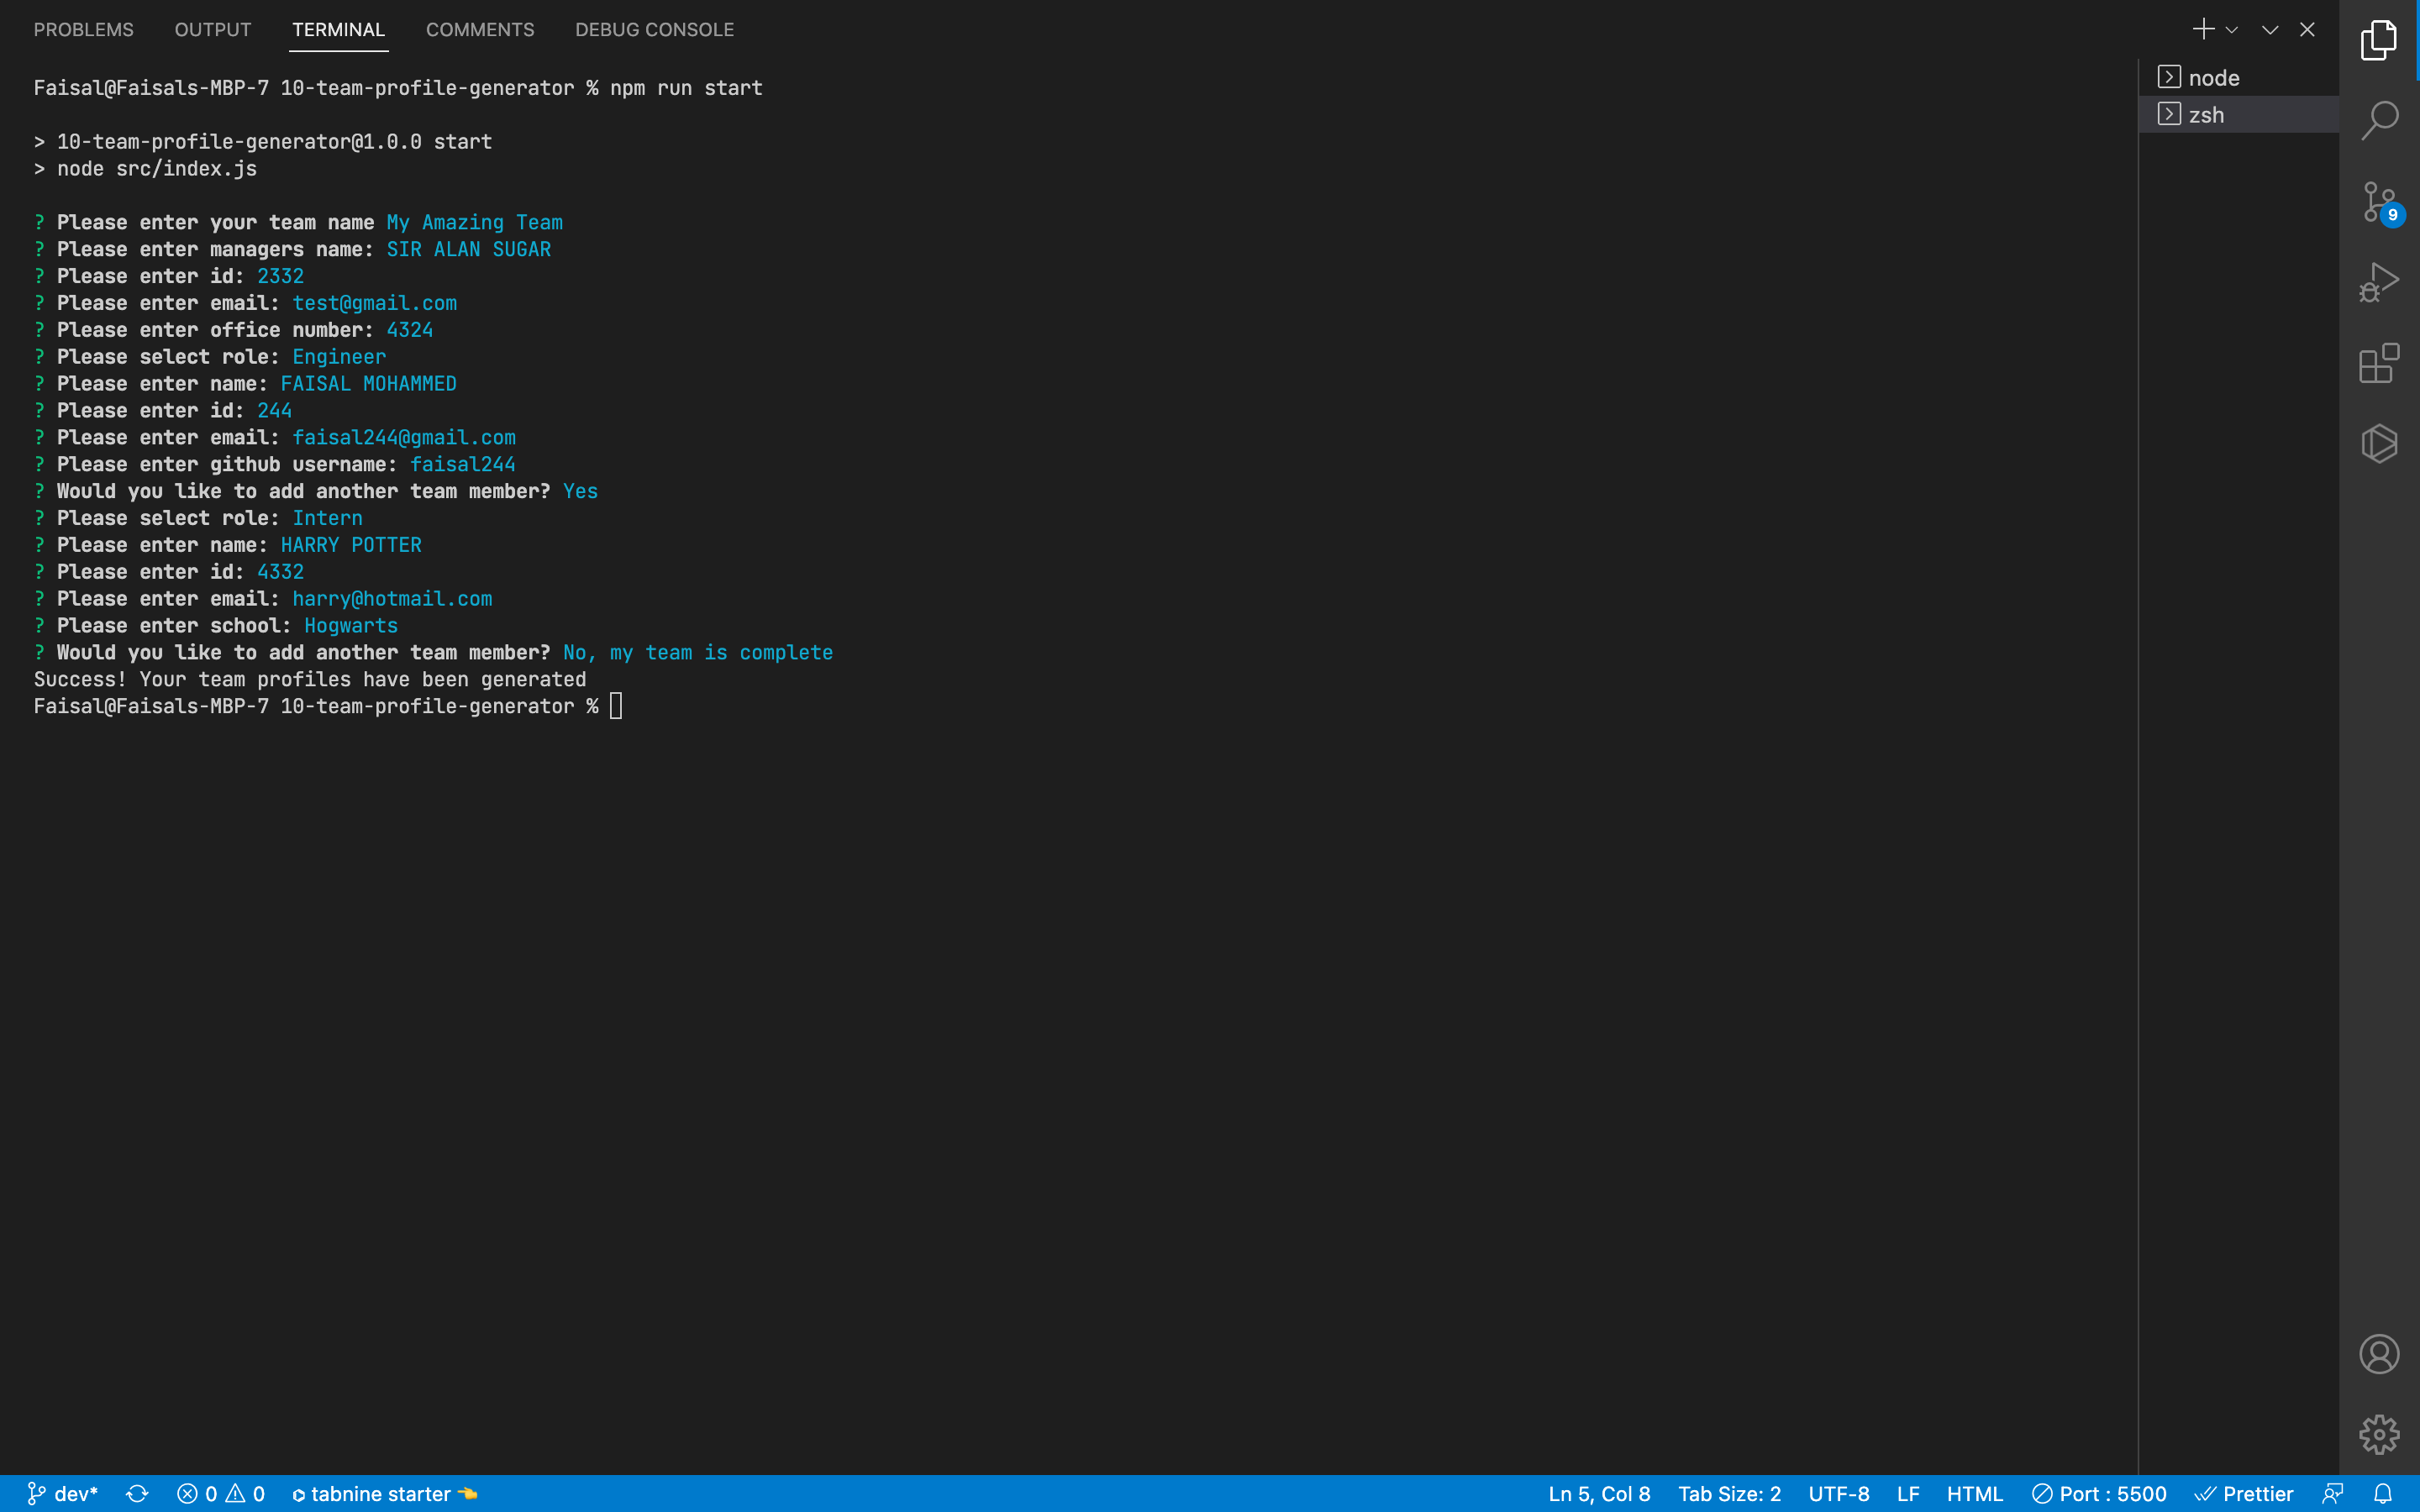 PROBLEMS OUTPUT TERMINAL COMMENTS DEBUG CONSOLE
Faisal@Faisals-MBP-7 10-team-profile-generator % npm run start
> 10-team-profile-generator@1.0.0 start
> node src/index.js
? Please enter your team name My Amazing Team
? Please enter managers name: SIR ALAN SUGAR
? Please enter id: 2332
? Please enter email: test@gmail.com
? Please enter office number: 4324
? Please select role: Engineer
? Please enter name: FAISAL MOHAMMED
? Please enter id: 244
? Please enter email: faisal244@gmail.com
? Please enter github username: faisal244
? Would you like to add another team member? Yes
? Please select role: Intern
? Please enter name: HARRY POTTER
? Please enter id: 4332
? Please enter email: harry@hotmail.com
? Please enter school: Hogwarts
? Would you like to add another team member? No, my team is complete
Success! Your team profiles have been generated
Faisal@Faisals-MBP-7 10-team-profile-generator %
node
zsh
9
dev* 0 0 tabnine starter Ln 5, Col 8 Tab Size: 2 UTF-8 LF HTML Port : 5500 Prettier